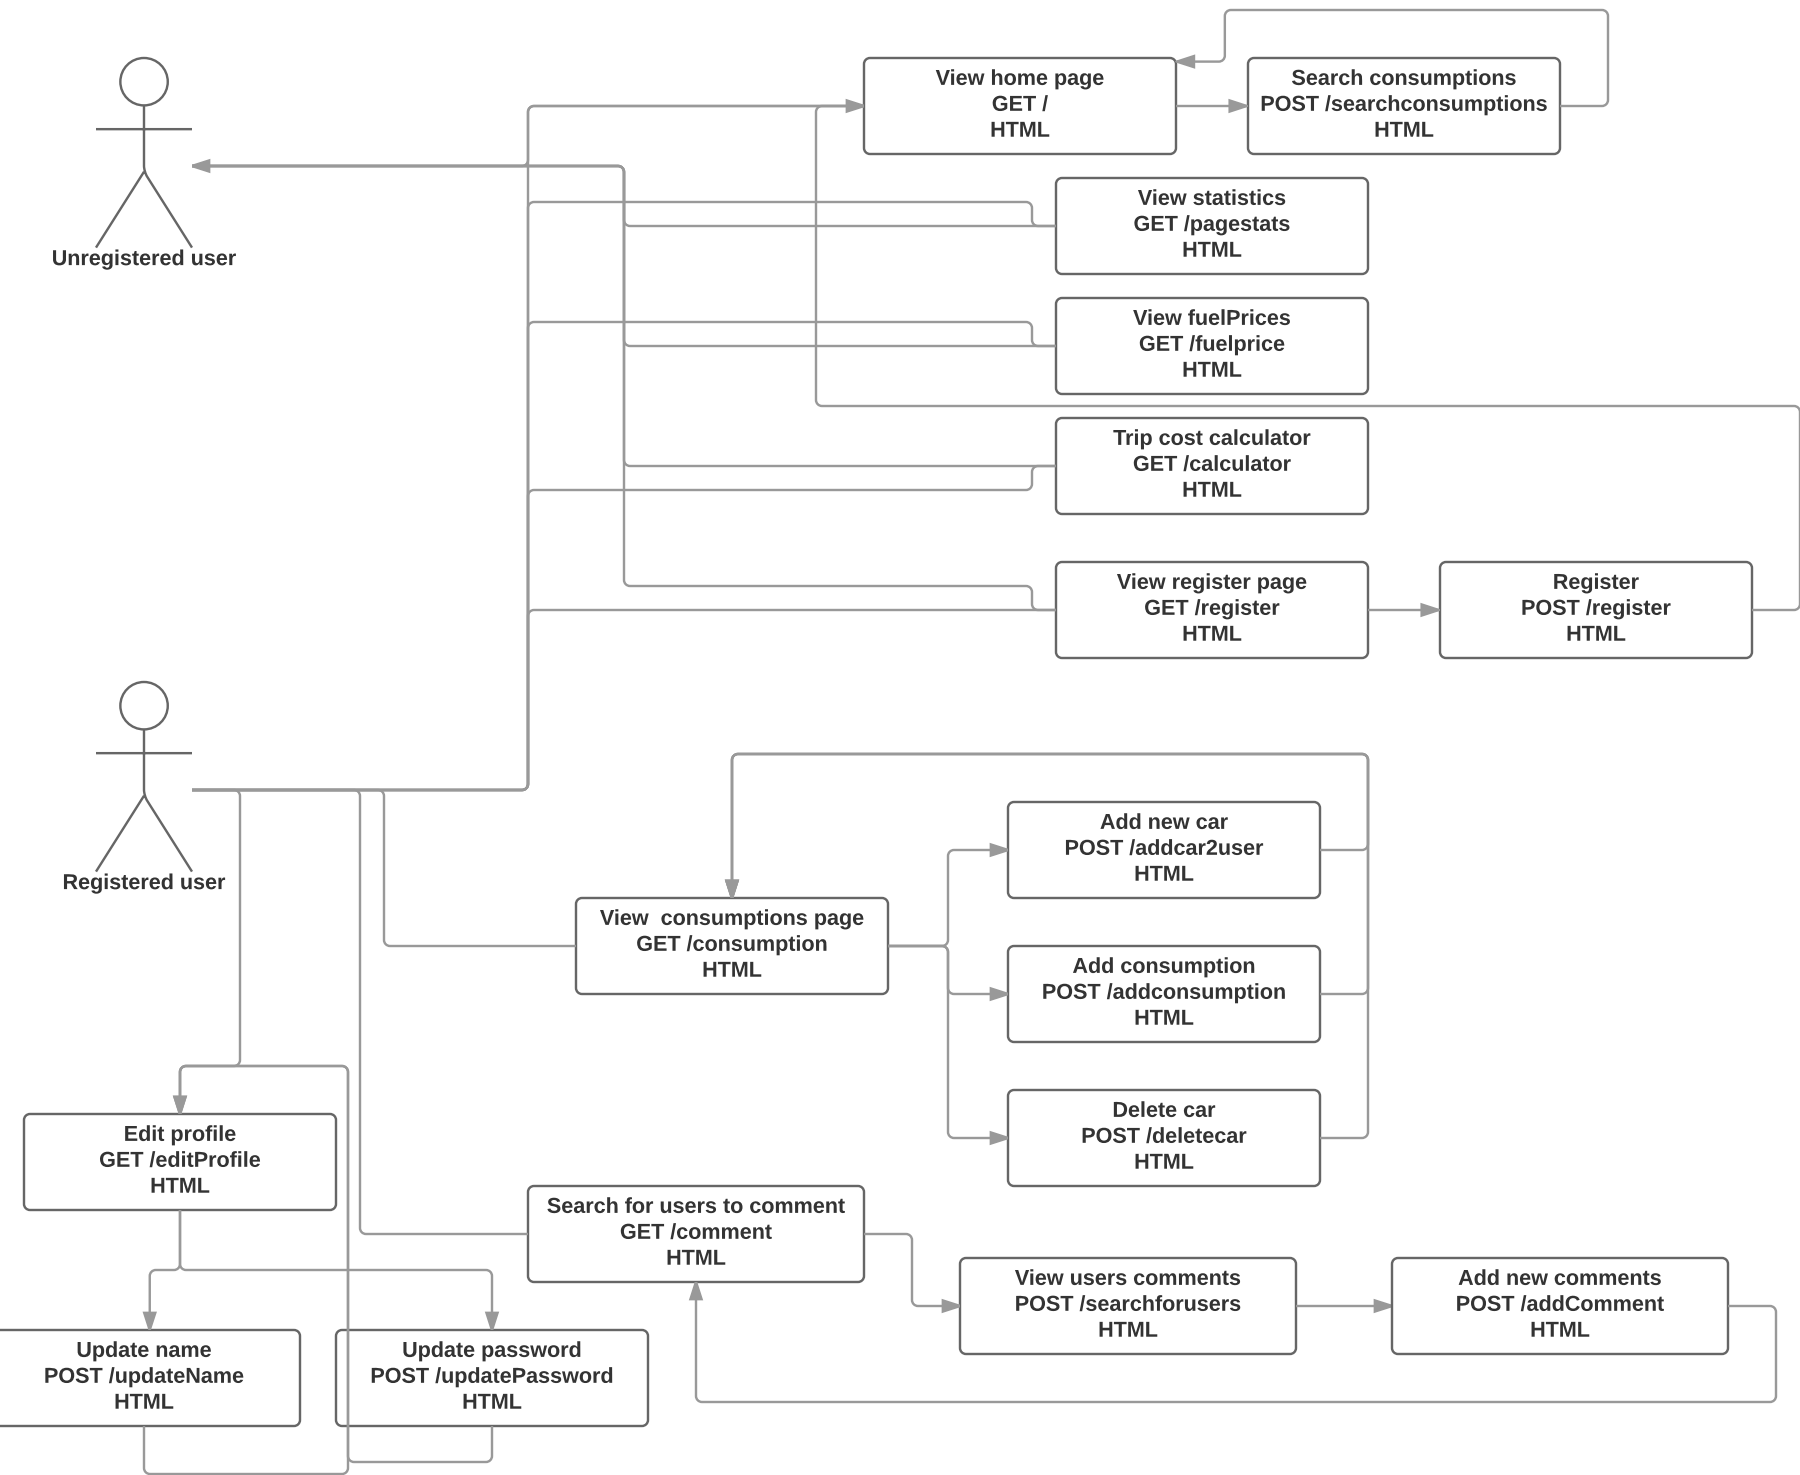 View home page
GET /
HTML
Search consumptions
POST /searchconsumptions
HTML
Unregistered user
View statistics
GET /pagestats
HTML
View fuelPrices
GET /fuelprice
HTML
Trip cost calculator
GET /calculator
HTML
View register page
GET /register
HTML
Register
POST /register
HTML
Registered user
Add new car
POST /addcar2user
HTML
View  consumptions page
GET /consumption
HTML
Add consumption
POST /addconsumption
HTML
Delete car
POST /deletecar
HTML
Edit profile
GET /editProfile
HTML
Search for users to comment
GET /comment
HTML
View users comments
POST /searchforusers
HTML
Add new comments
POST /addComment
HTML
Update name
POST /updateName
HTML
Update password
POST /updatePassword
HTML